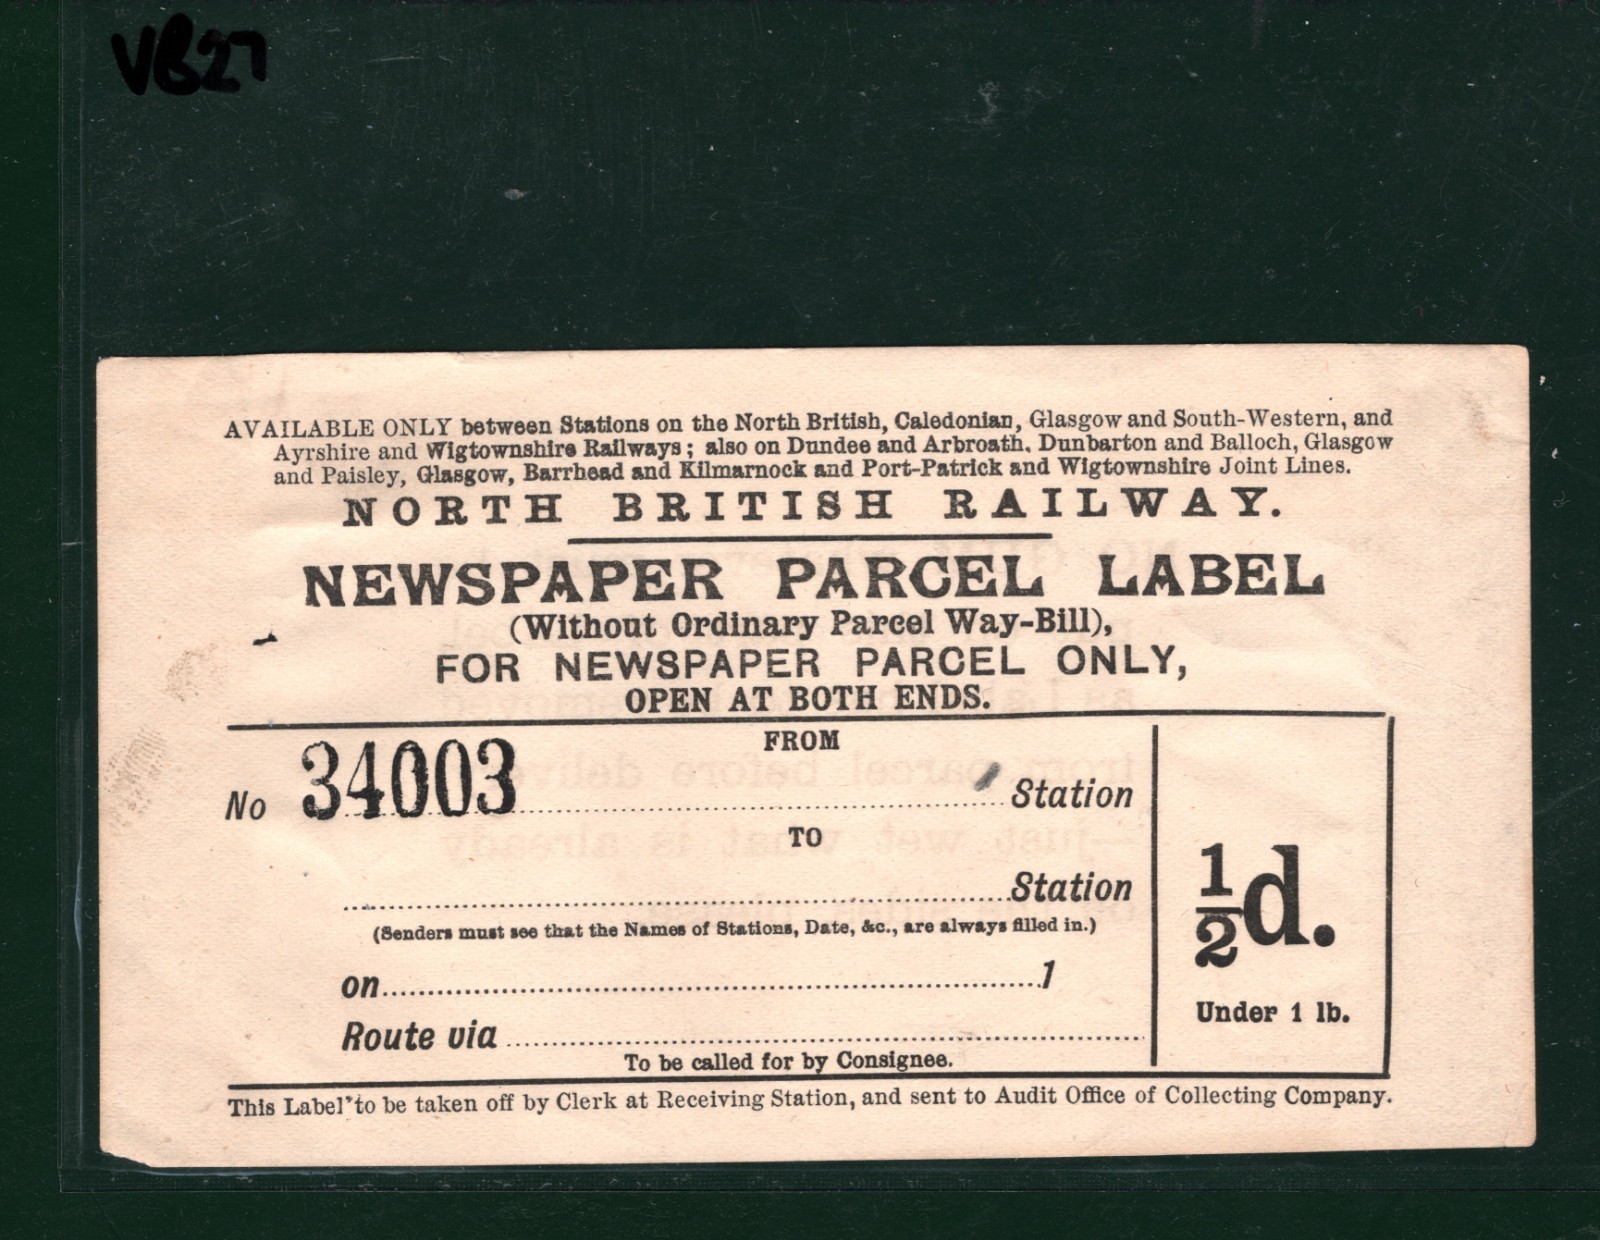 VB27
AVAILABLE ONLY between Stations on the North British, Caledonian, Glasgow and South-Western, and
Ayrshire and Wigtownshire Railways; also on Dundee and Arbroath. Dunbarton and Balloch, Glasgow
and Paisley, Glasgow, Barrhead and Kilmarnock and Port-Patrick and Wigtownshire Joint Lines.
NORTH BRITISH RAILWAY.
NEWSPAPER PARCEL LABEL
(Without Ordinary Parcel Way-Bill),
FOR NEWSPAPER PARCEL ONLY,
OPEN AT BOTH ENDS.
FROM
No 34003 Station
TO
Station
(Senders must see that the Names of Stations, Date, &c., are always filled in.)
on 1
Route via
To be called for by Consignee.
½d.
Under 1 lb.
This Label to be taken off by Clerk at Receiving Station, and sent to Audit Office of Collecting Company.